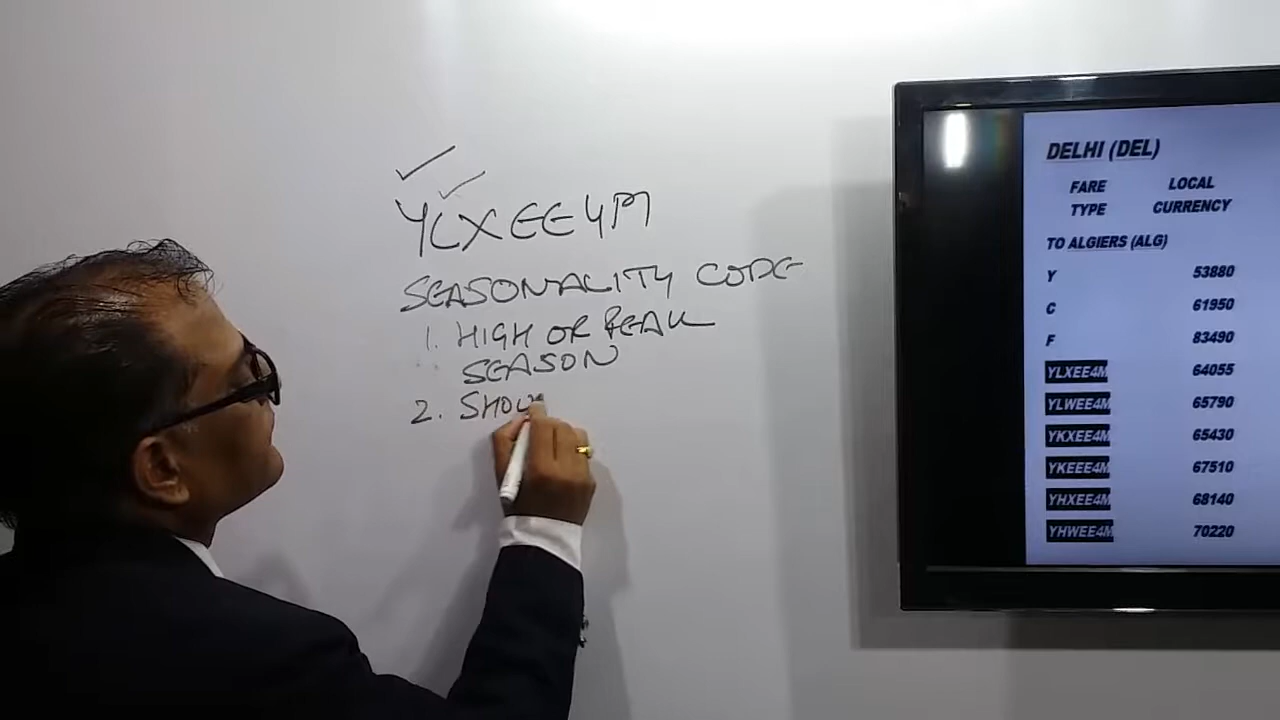 YLXEE4M
SEASONALITY CODE
1. HIGH OR PEAK
SEASON
2. SHOU
DELHI (DEL)
FARE LOCAL
TYPE CURRENCY
TO ALGIERS (ALG)
Y 53880
C 61950
F 83490
YLXEE4M 64055
YLWEE4M 65790
YKXEE4M 65430
YKEEE4M 67510
YHXEE4M 68140
YHWEE4M 70220